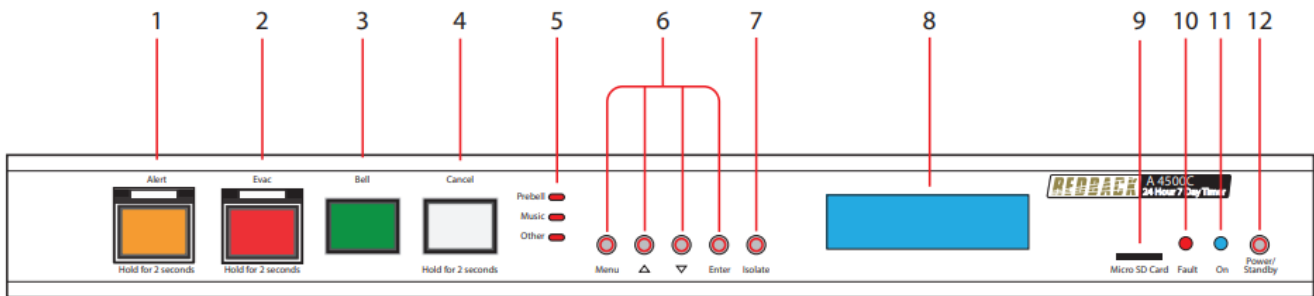 1 2 3 4 5 6 7 8 9 10 11 12
Alert Evac Bell Cancel
REDBACK A 4500C
24 Hour 7 Day Timer
Prebell
Music
Other
Hold for 2 seconds Hold for 2 seconds Hold for 2 seconds
Menu △ ▽ Enter Isolate
Micro SD Card Fault On Power/
Standby